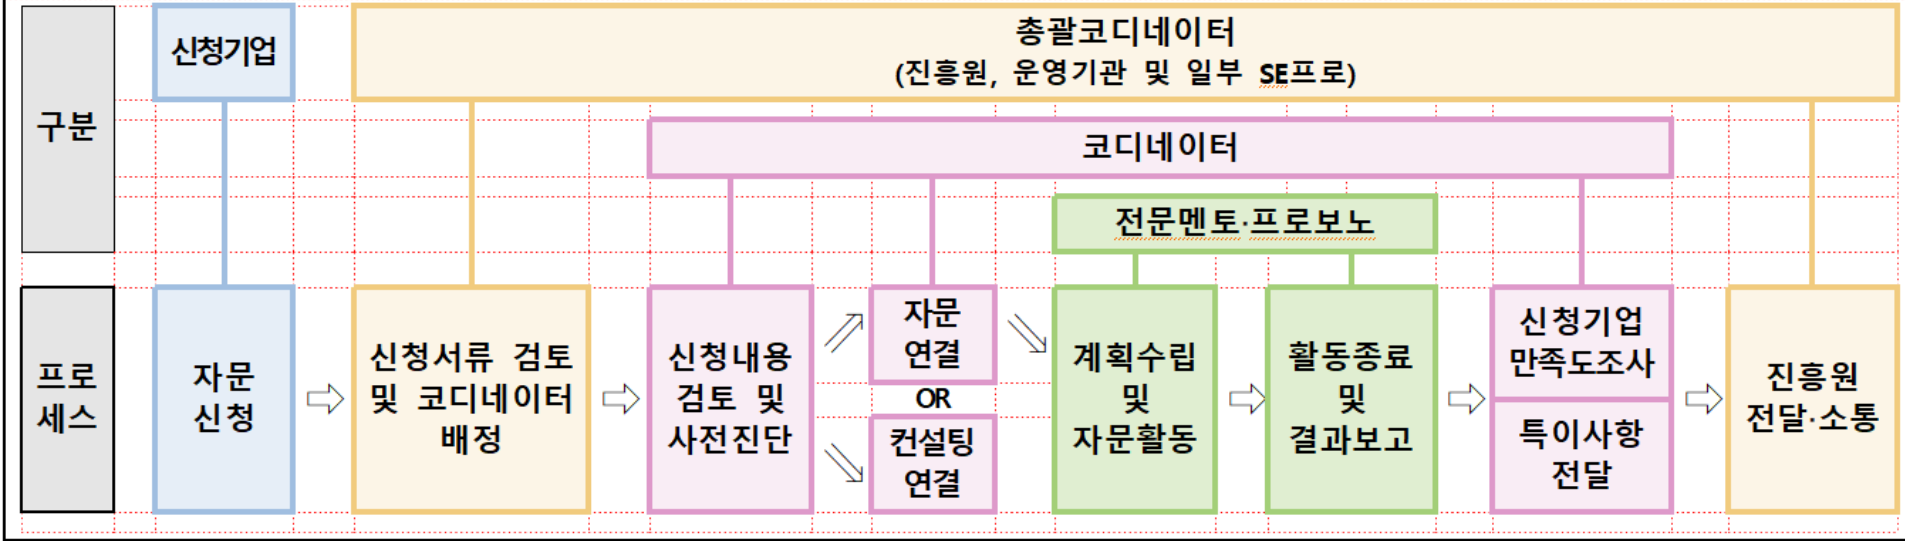 구분
신청기업
총괄코디네이터
(진흥원, 운영기관 및 일부 SE프로)
코디네이터
전문멘토·프로보노
프로
세스
자문
신청
신청서류 검토
및 코디네이터
배정
신청내용
검토 및
사전진단
자문
연결
OR
컨설팅
연결
계획수립
및
자문활동
활동종료
및
결과보고
신청기업
만족도조사
특이사항
전달
진흥원
전달·소통